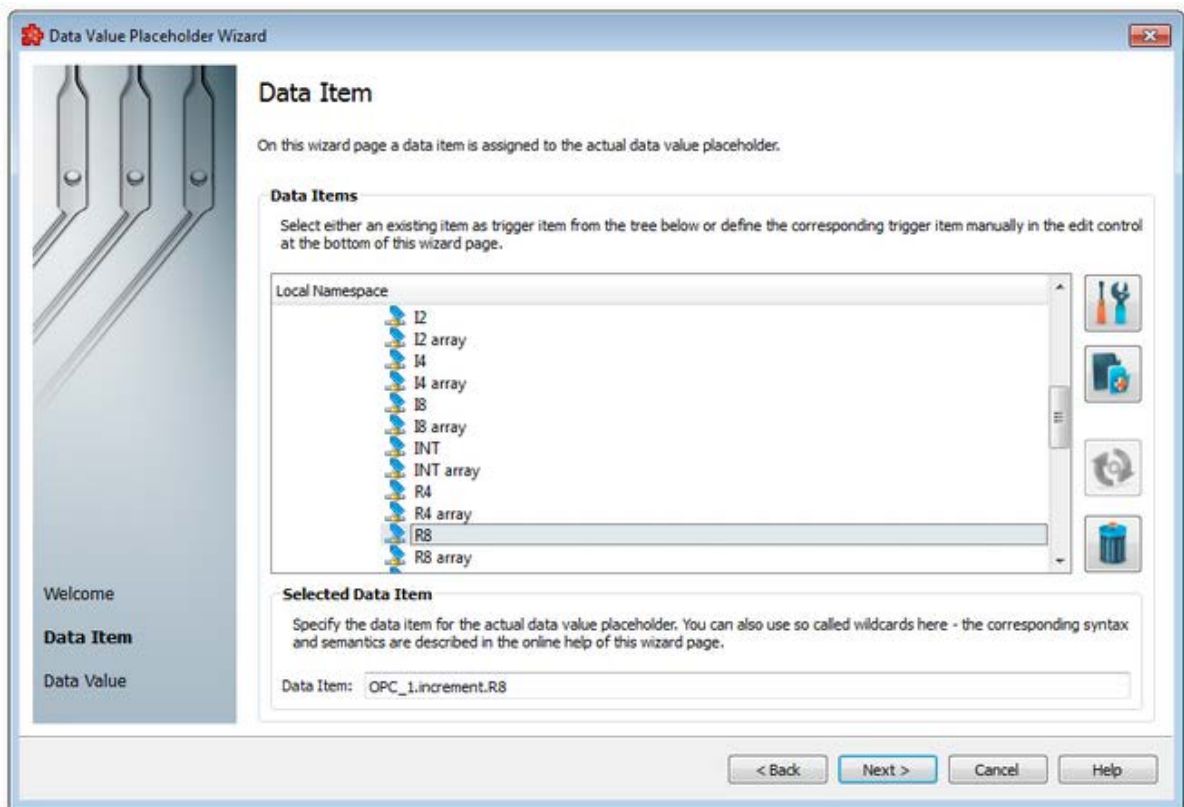 Data Value Placeholder Wizard
Data Item
On this wizard page a data item is assigned to the actual data value placeholder.
Data Items
Select either an existing item as trigger item from the tree below or define the corresponding trigger item manually in the edit control
at the bottom of this wizard page.
Local Namespace
I2
I2 array
I4
I4 array
I8
I8 array
INT
INT array
R4
R4 array
R8
R8 array
Welcome
Data Item
Data Value
Selected Data Item
Specify the data item for the actual data value placeholder. You can also use so called wildcards here - the corresponding syntax
and semantics are described in the online help of this wizard page.
Data Item: OPC_1.increment.R8
< Back Next > Cancel Help